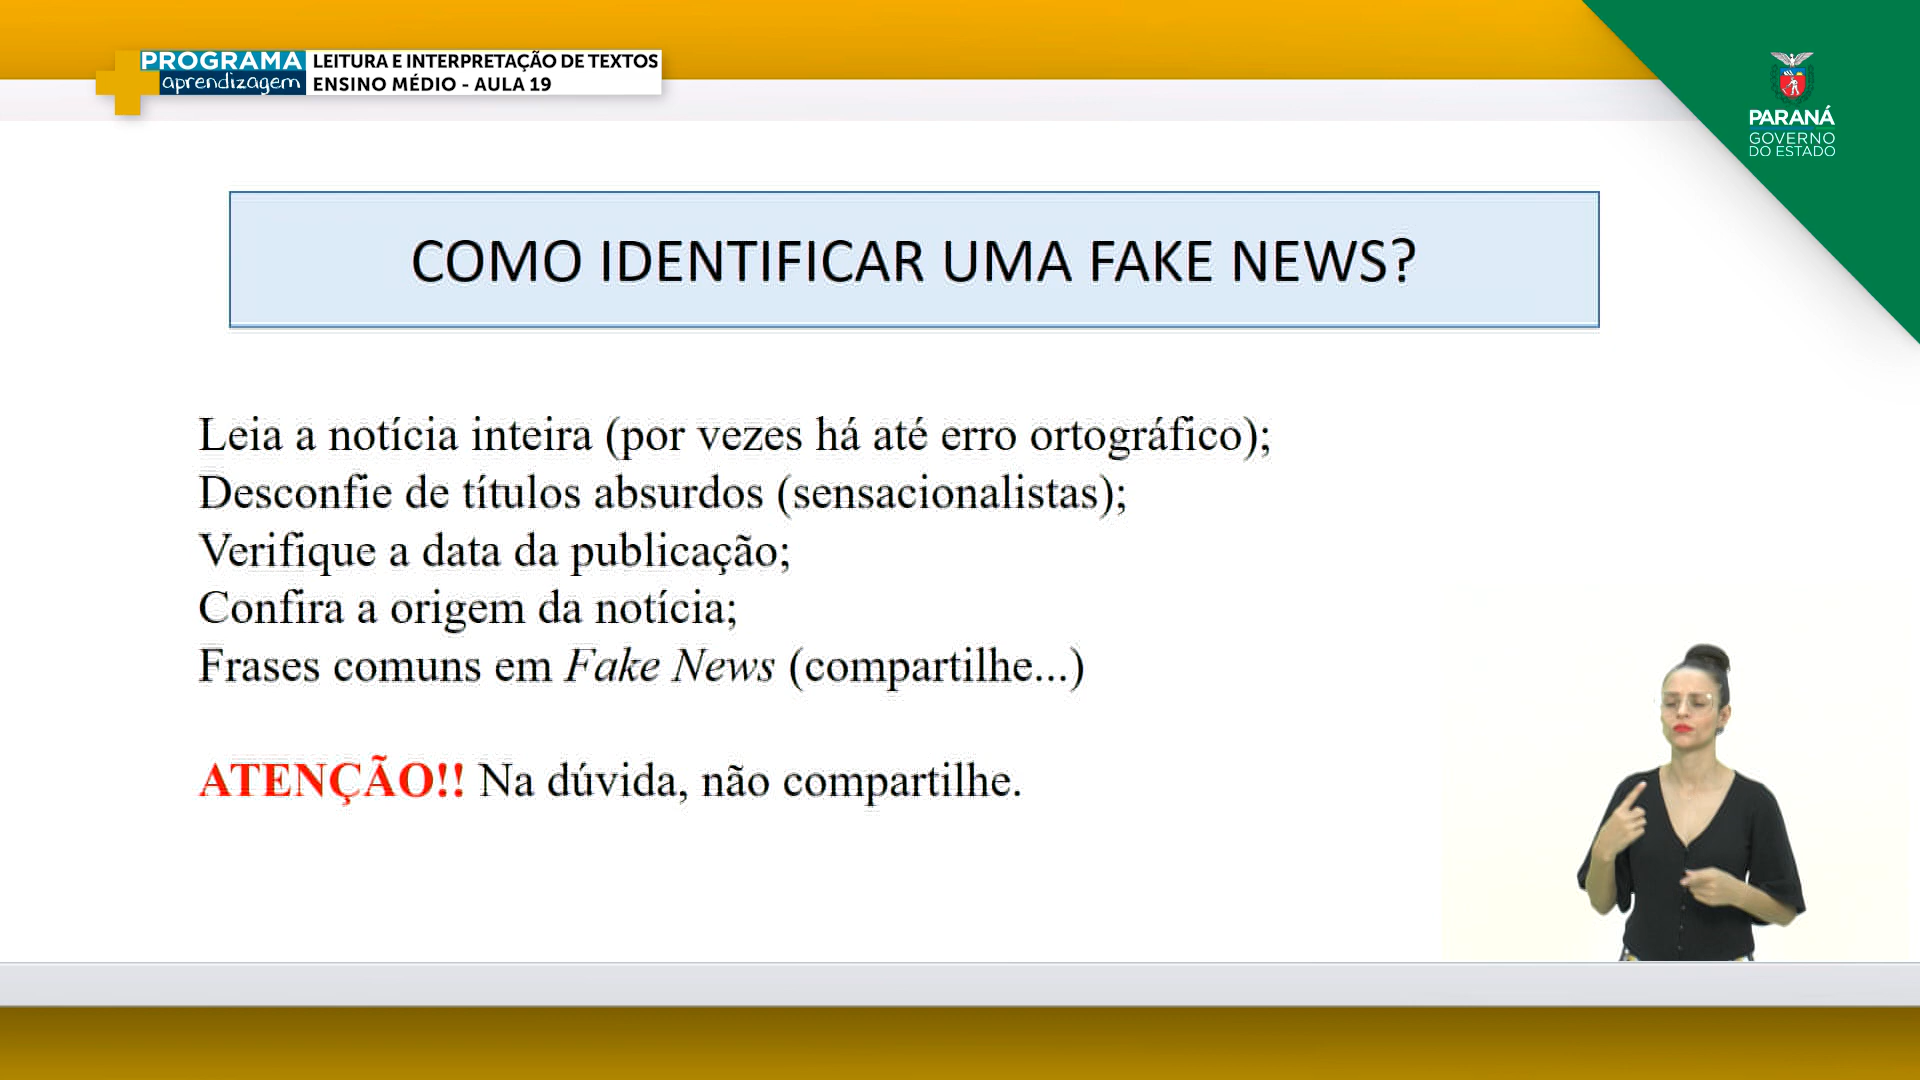 PROGRAMA
aprendizagem
LEITURA E INTERPRETAÇÃO DE TEXTOS
ENSINO MÉDIO - AULA 19
PARANÁ
GOVERNO
DO ESTADO
COMO IDENTIFICAR UMA FAKE NEWS?
Leia a notícia inteira (por vezes há até erro ortográfico);
Desconfie de títulos absurdos (sensacionalistas);
Verifique a data da publicação;
Confira a origem da notícia;
Frases comuns em Fake News (compartilhe...)
ATENÇÃO!! Na dúvida, não compartilhe.